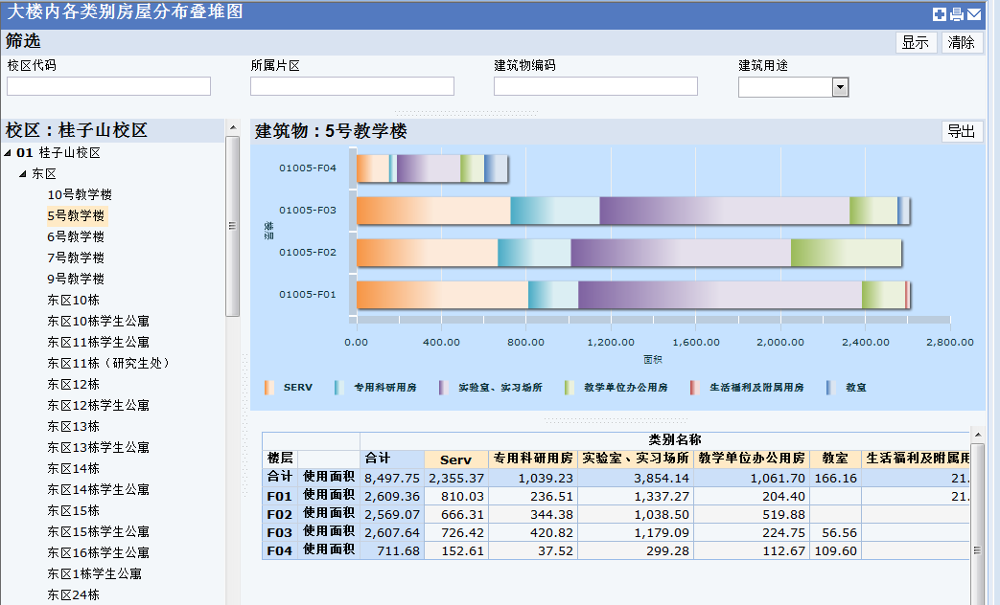 大楼内各类别房屋分布叠堆图
筛选
显示 清除
校区代码 所属片区 建筑物编码 建筑用途
校区：桂子山校区
01 桂子山校区
东区
10号教学楼
5号教学楼
6号教学楼
7号教学楼
9号教学楼
东区10栋
东区10栋学生公寓
东区11栋学生公寓
东区11栋（研究生处）
东区12栋
东区12栋学生公寓
东区13栋
东区13栋学生公寓
东区14栋
东区14栋学生公寓
东区15栋
东区15栋学生公寓
东区16栋学生公寓
东区1栋学生公寓
东区24栋
建筑物：5号教学楼
导出
01005-F04
01005-F03
楼层
01005-F02
01005-F01
0.00 400.00 800.00 1,200.00 1,600.00 2,000.00 2,400.00 2,800.00
面积
SERV 专用科研用房 实验室、实习场所 教学单位办公用房 生活福利及附属用房 教室
类别名称
楼层 合计 Serv 专用科研用房 实验室、实习场所 教学单位办公用房 教室 生活福利及附属用
合计 使用面积 8,497.75 2,355.37 1,039.23 3,854.14 1,061.70 166.16 21.
F01 使用面积 2,609.36 810.03 236.51 1,337.27 204.40 21.
F02 使用面积 2,569.07 666.31 344.38 1,038.50 519.88
F03 使用面积 2,607.64 726.42 420.82 1,179.09 224.75 56.56
F04 使用面积 711.68 152.61 37.52 299.28 112.67 109.60